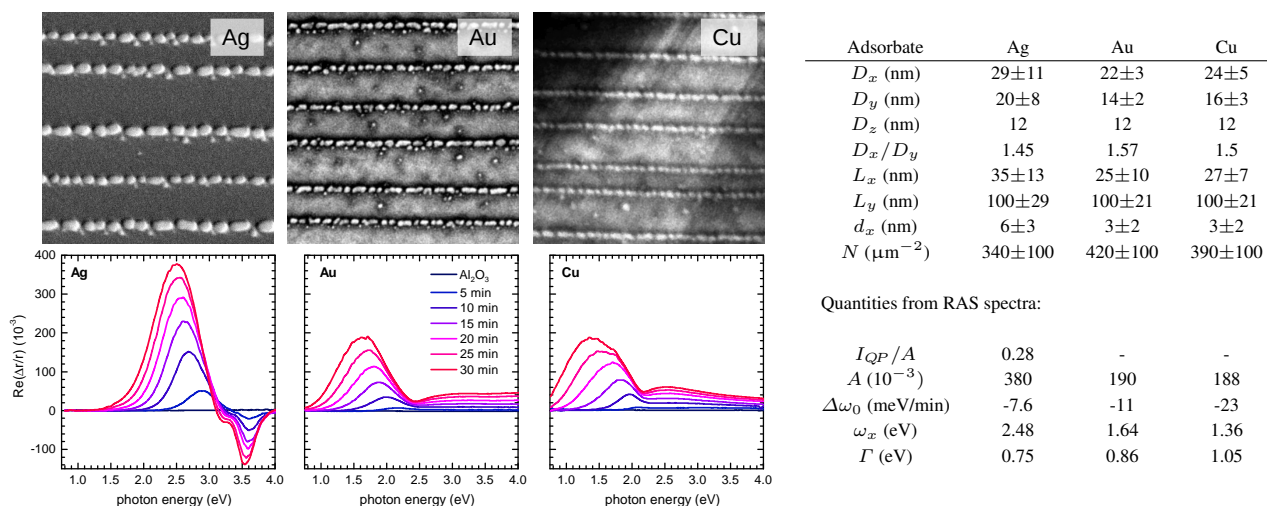 Ag
Au
Cu
400
300
200
100
0
-100
Re(Δr/r) (10⁻³)
Ag
1.0 1.5 2.0 2.5 3.0 3.5 4.0
photon energy (eV)
Au
Al₂O₃
5 min
10 min
15 min
20 min
25 min
30 min
1.0 1.5 2.0 2.5 3.0 3.5 4.0
photon energy (eV)
Cu
1.0 1.5 2.0 2.5 3.0 3.5 4.0
photon energy (eV)
Adsorbate Ag Au Cu
Dₓ (nm) 29±11 22±3 24±5
D_y (nm) 20±8 14±2 16±3
D_z (nm) 12 12 12
Dₓ/D_y 1.45 1.57 1.5
Lₓ (nm) 35±13 25±10 27±7
L_y (nm) 100±29 100±21 100±21
dₓ (nm) 6±3 3±2 3±2
N (μm⁻²) 340±100 420±100 390±100
Quantities from RAS spectra:
I_QP/A 0.28 - -
A (10⁻³) 380 190 188
Δω₀ (meV/min) -7.6 -11 -23
ωₓ (eV) 2.48 1.64 1.36
Γ (eV) 0.75 0.86 1.05